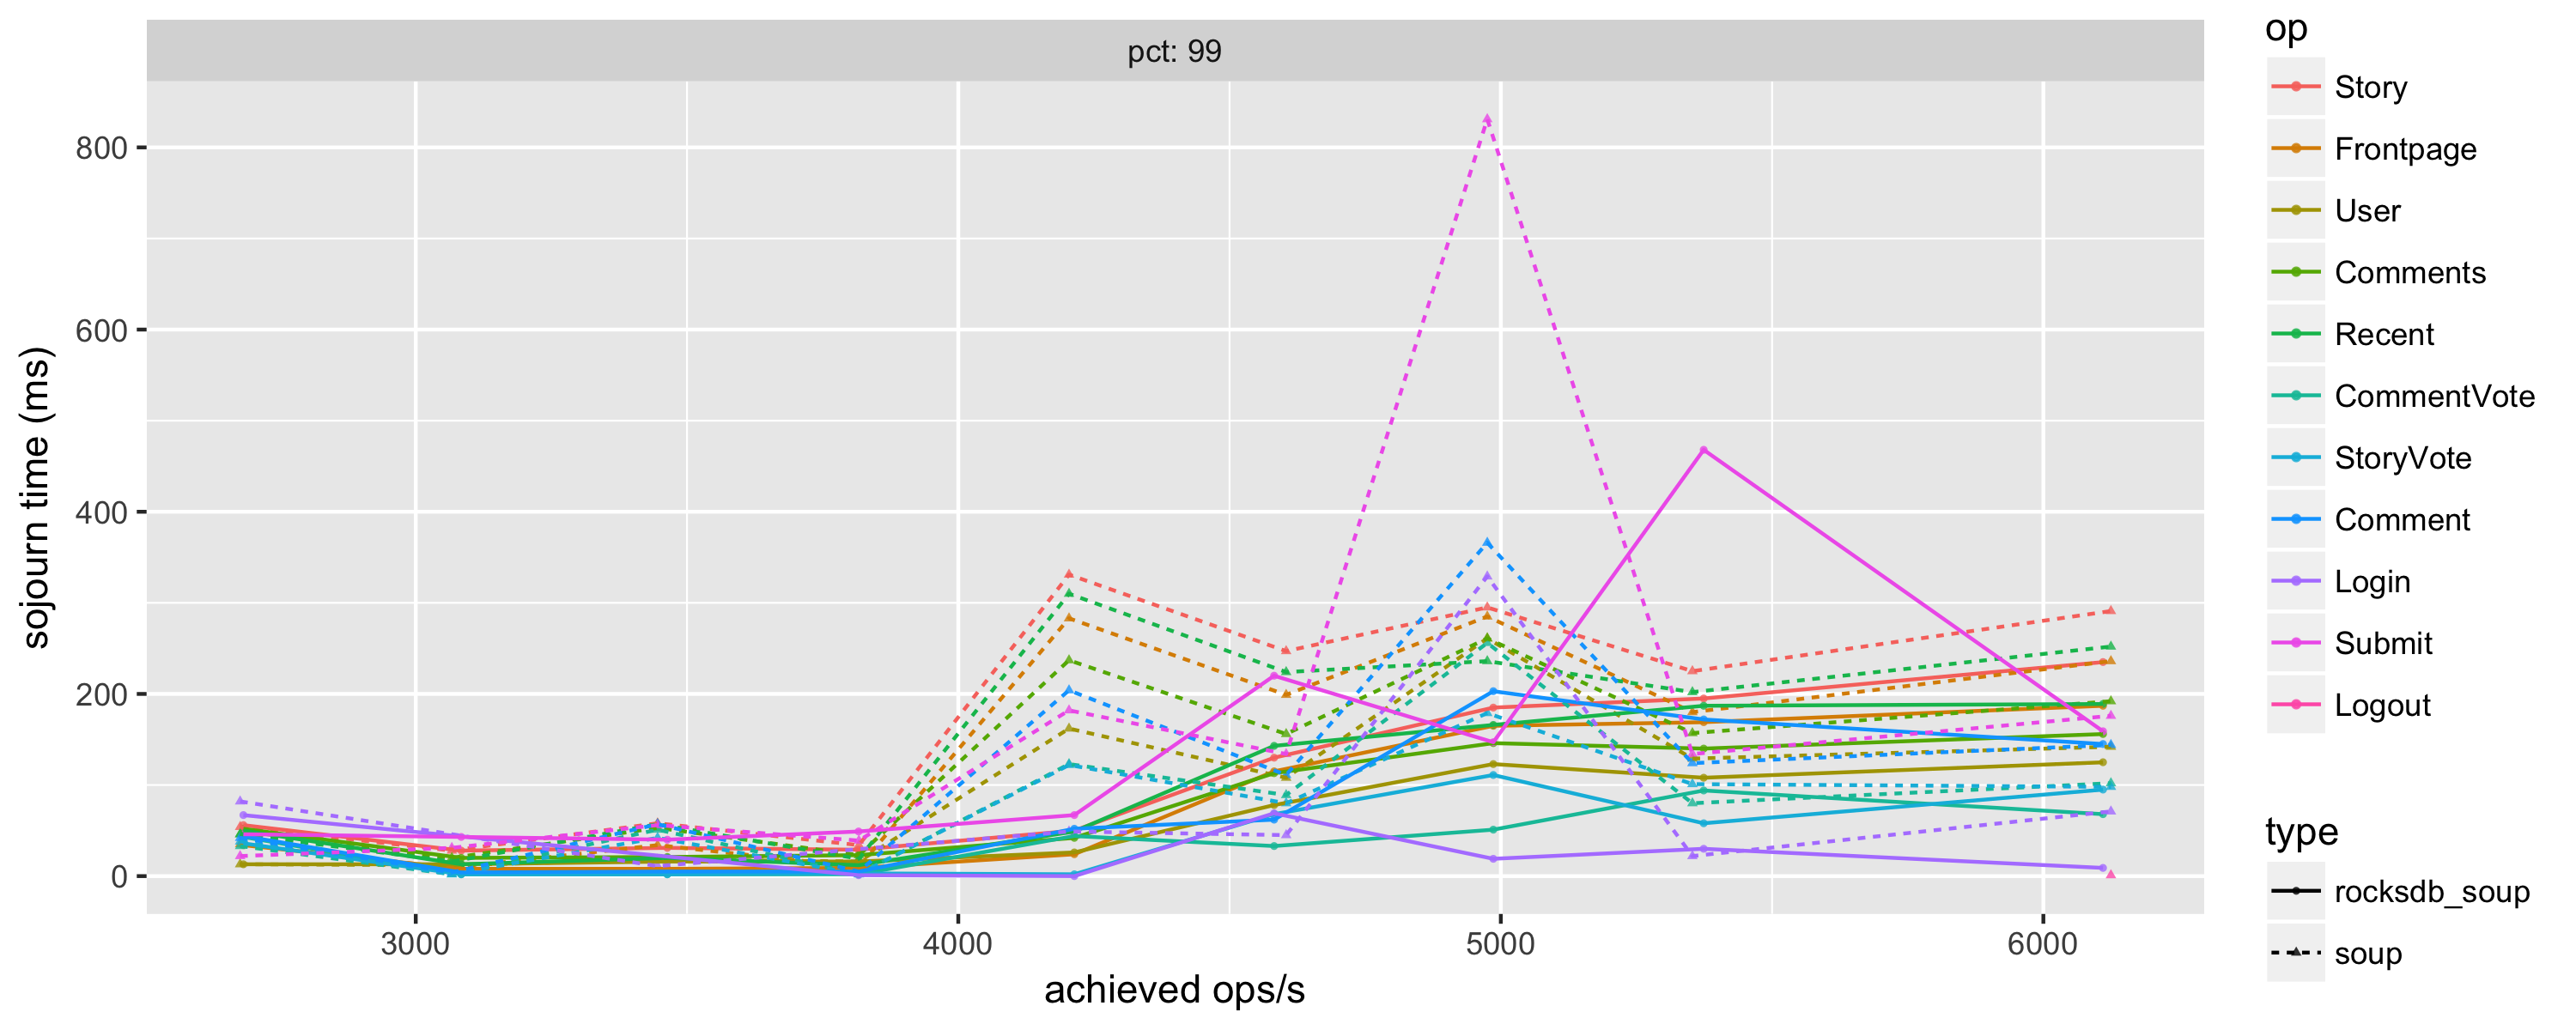 pct: 99
800
600
400
200
0
sojourn time (ms)
3000
4000
5000
6000
achieved ops/s
op
Story
Frontpage
User
Comments
Recent
CommentVote
StoryVote
Comment
Login
Submit
Logout
type
rocksdb_soup
soup